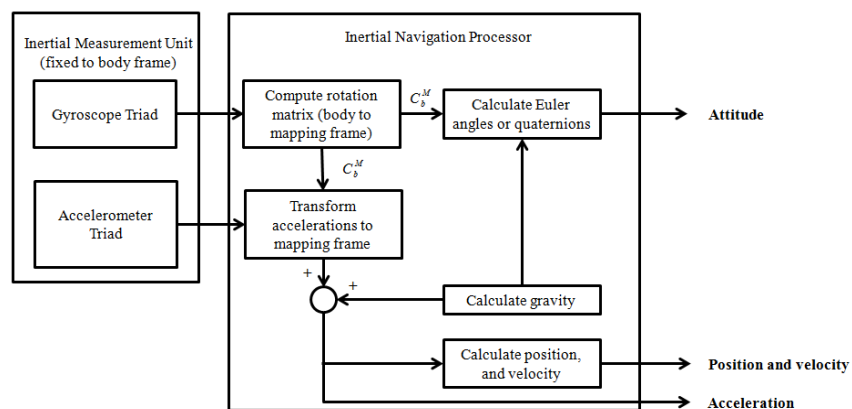 Inertial Measurement Unit
(fixed to body frame)
Inertial Navigation Processor
Gyroscope Triad
Compute rotation
matrix (body to
mapping frame)
C_b^M
Calculate Euler
angles or quaternions
Attitude
C_b^M
Accelerometer
Triad
Transform
accelerations to
mapping frame
+
+
Calculate gravity
Calculate position,
and velocity
Position and velocity
Acceleration